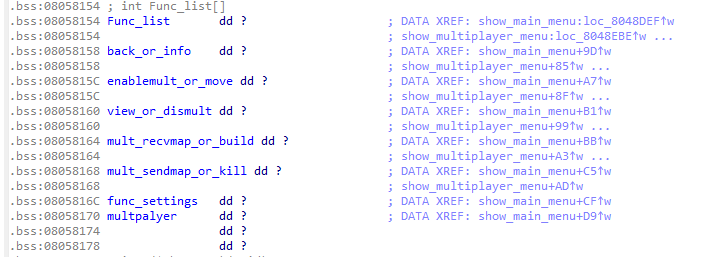 .bss:08058154 ; int Func_list[]
.bss:08058154 Func_list dd ? ; DATA XREF: show_main_menu:loc_8048DEF↑w
.bss:08058154 ; show_multiplayer_menu:loc_8048EBE↑w ...
.bss:08058158 back_or_info dd ? ; DATA XREF: show_main_menu+9D↑w
.bss:08058158 ; show_multiplayer_menu+85↑w ...
.bss:0805815C enablemult_or_move dd ? ; DATA XREF: show_main_menu+A7↑w
.bss:0805815C ; show_multiplayer_menu+8F↑w ...
.bss:08058160 view_or_dismult dd ? ; DATA XREF: show_main_menu+B1↑w
.bss:08058160 ; show_multiplayer_menu+99↑w ...
.bss:08058164 mult_recvmap_or_build dd ? ; DATA XREF: show_main_menu+BB↑w
.bss:08058164 ; show_multiplayer_menu+A3↑w ...
.bss:08058168 mult_sendmap_or_kill dd ? ; DATA XREF: show_main_menu+C5↑w
.bss:08058168 ; show_multiplayer_menu+AD↑w
.bss:0805816C func_settings dd ? ; DATA XREF: show_main_menu+CF↑w
.bss:08058170 multpalyer dd ? ; DATA XREF: show_main_menu+D9↑w
.bss:08058174 dd ?
.bss:08058178 dd ?